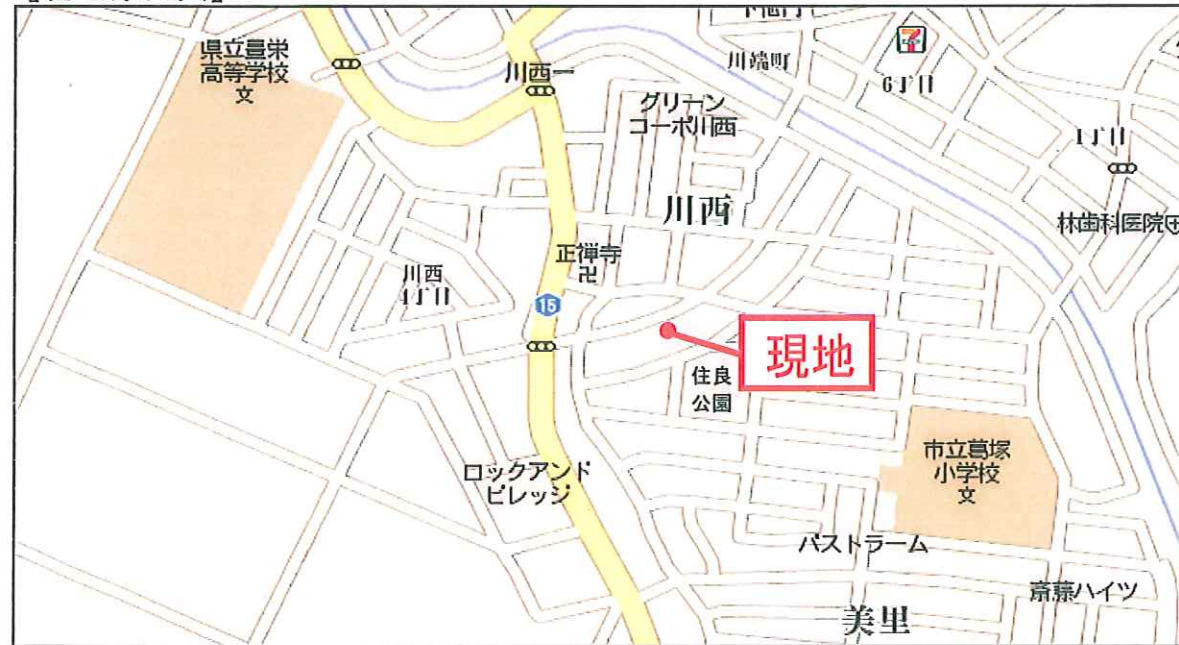 県立豊栄
高等学校
文
川西一
川端町
7
6丁目
グリーン
コーポ川西
1丁目
川西
林歯科医院
正禅寺
卍
川西
4丁目
15
現地
住良
公園
市立葛塚
小学校
文
ロックアンド
ビレッジ
パストラーム
斎藤ハイツ
美里